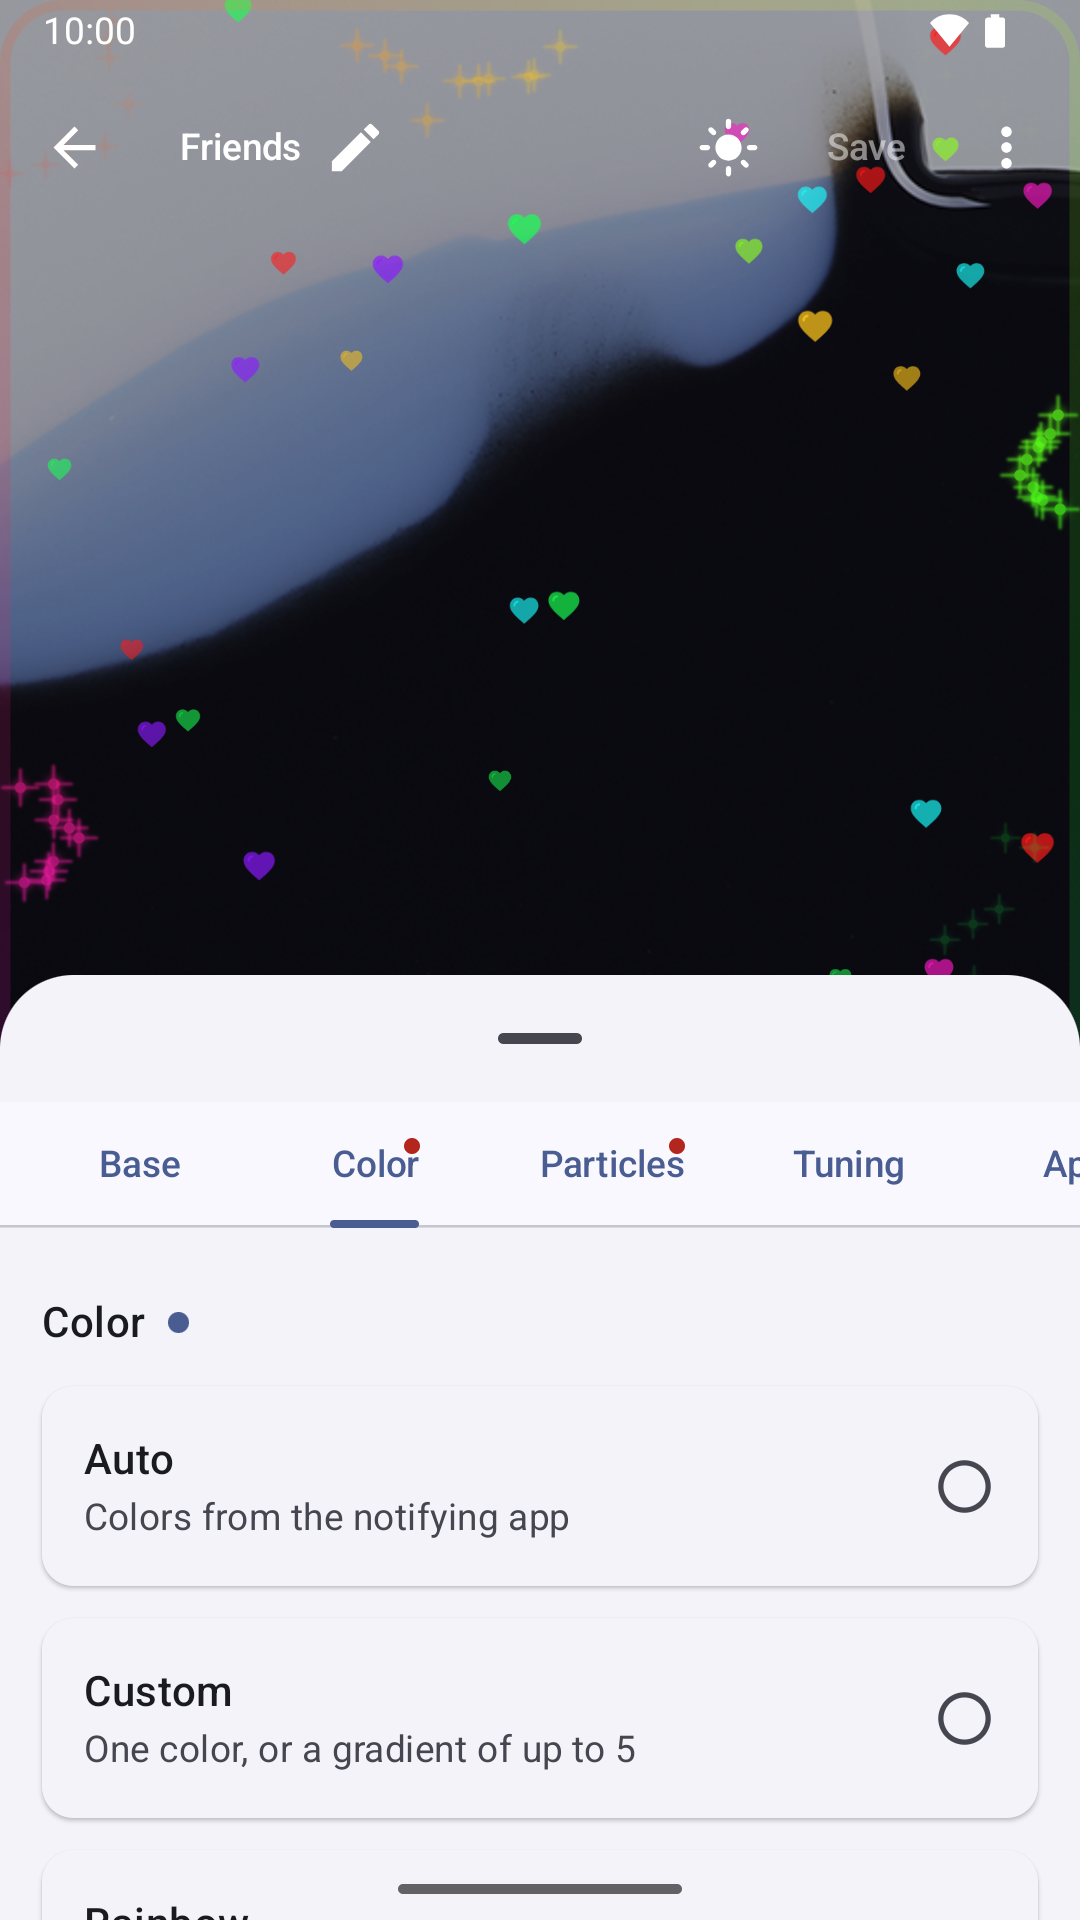 10:00
Friends
Save
Base
Color
Particles
Tuning
Color
Auto
Colors from the notifying app
Custom
One color, or a gradient of up to 5
Rainbow